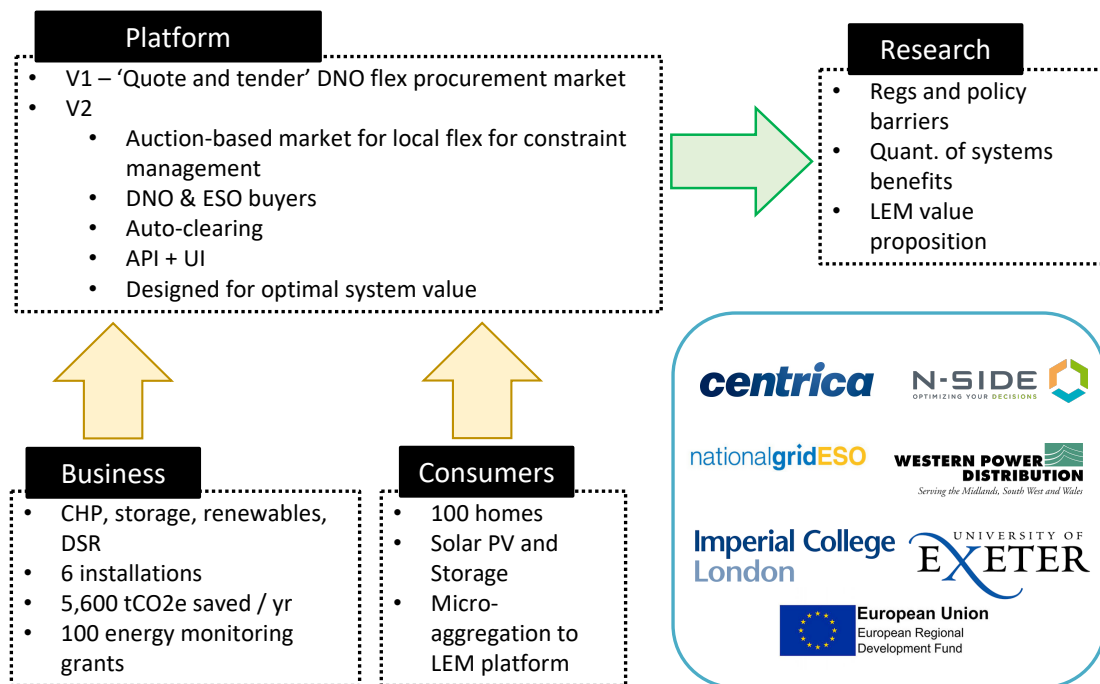 Platform
• V1 – ‘Quote and tender’ DNO flex procurement market
• V2
• Auction-based market for local flex for constraint
management
• DNO & ESO buyers
• Auto-clearing
• API + UI
• Designed for optimal system value
Research
• Regs and policy
barriers
• Quant. of systems
benefits
• LEM value
proposition
Business
• CHP, storage, renewables,
DSR
• 6 installations
• 5,600 tCO2e saved / yr
• 100 energy monitoring
grants
Consumers
• 100 homes
• Solar PV and
Storage
• Micro-
aggregation to
LEM platform
centrica
N-SIDE
OPTIMIZING YOUR DECISIONS
nationalgridESO
WESTERN POWER
DISTRIBUTION
Serving the Midlands, South West and Wales
Imperial College
London
UNIVERSITY OF
EXETER
European Union
European Regional
Development Fund